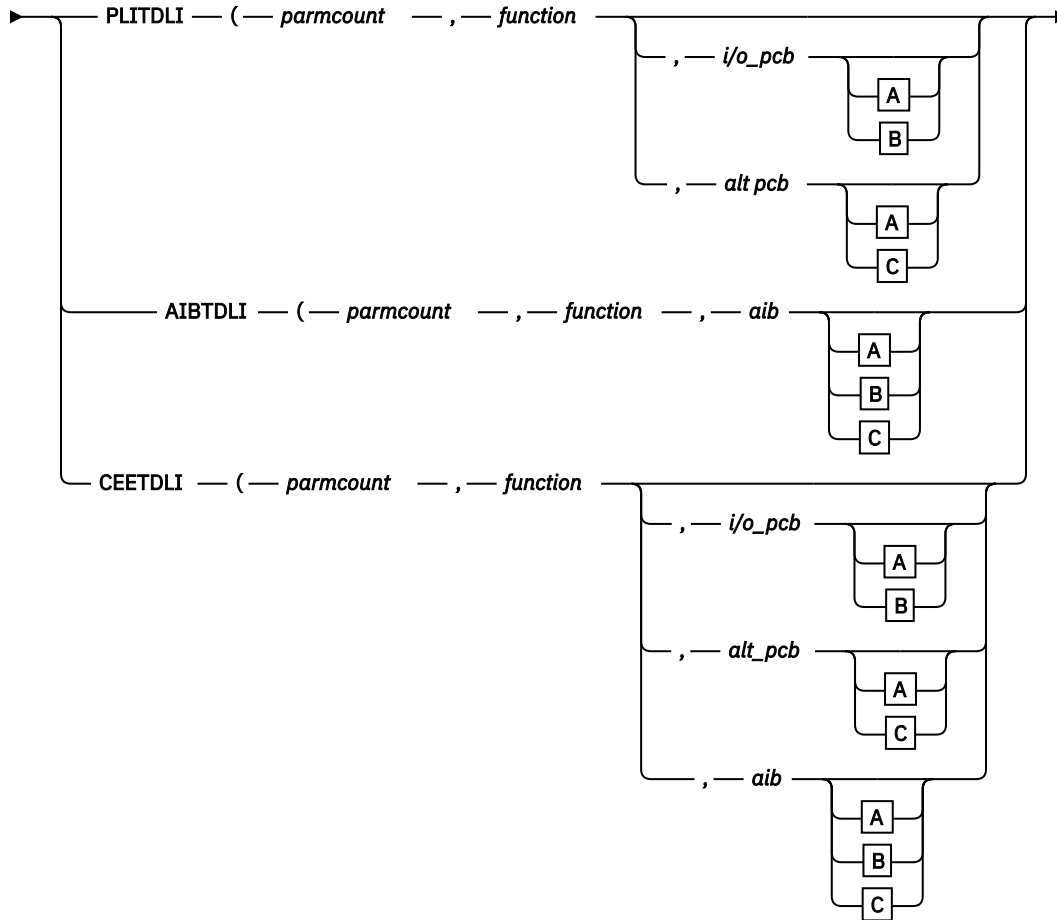 PLITDLI ( parmcount , function
, i/o_pcb
A
B
, alt pcb
A
C
AIBTDLI ( parmcount , function , aib
A
B
C
CEETDLI ( parmcount , function
, i/o_pcb
A
B
, alt_pcb
A
C
, aib
A
B
C